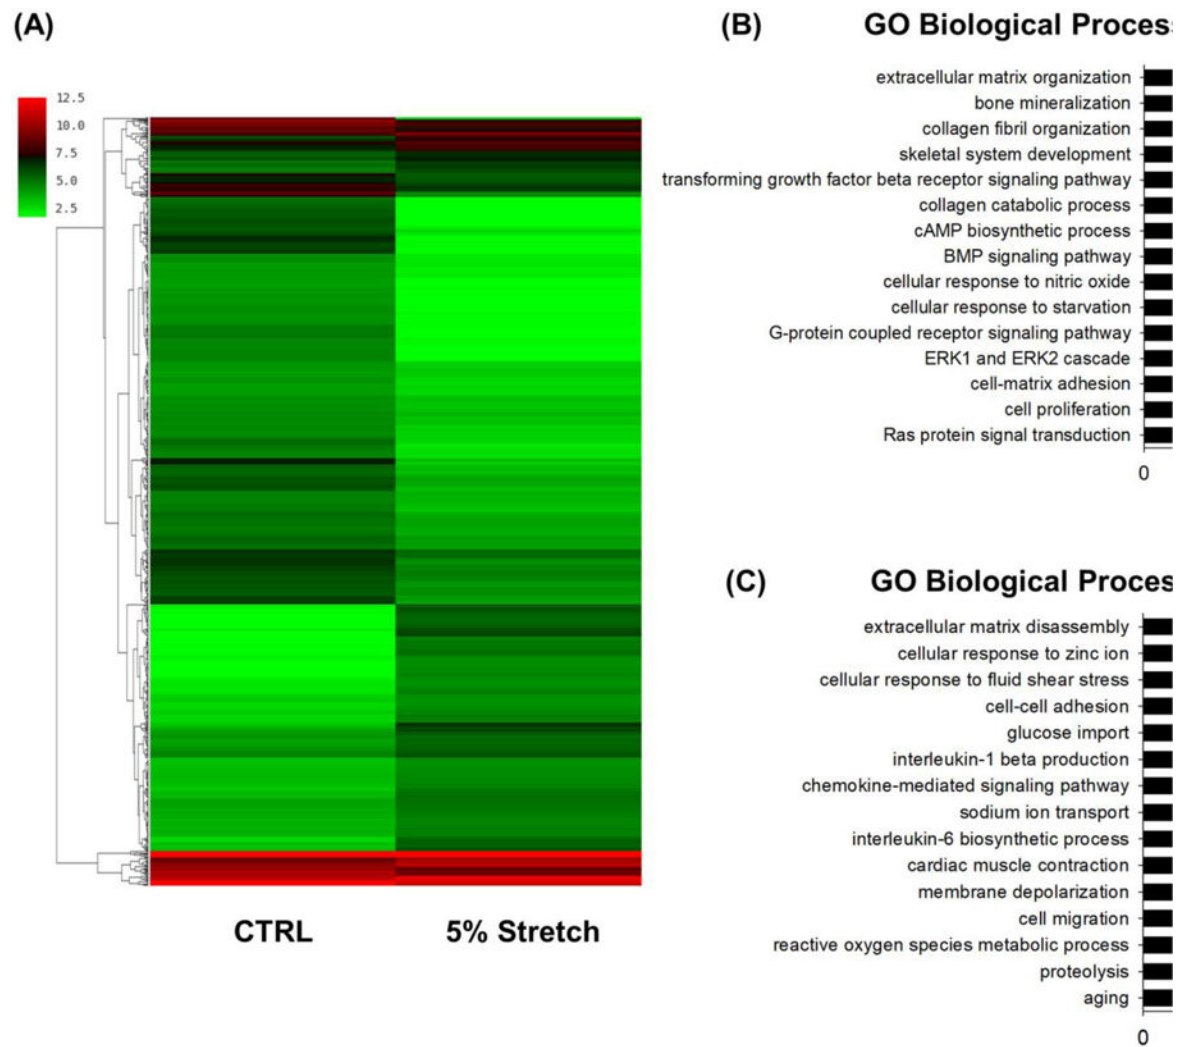 (A)
12.5
10.0
7.5
5.0
2.5
CTRL
5% Stretch
(B)
GO Biological Proces
extracellular matrix organization
bone mineralization
collagen fibril organization
skeletal system development
transforming growth factor beta receptor signaling pathway
collagen catabolic process
cAMP biosynthetic process
BMP signaling pathway
cellular response to nitric oxide
cellular response to starvation
G-protein coupled receptor signaling pathway
ERK1 and ERK2 cascade
cell-matrix adhesion
cell proliferation
Ras protein signal transduction
0
(C)
GO Biological Proces
extracellular matrix disassembly
cellular response to zinc ion
cellular response to fluid shear stress
cell-cell adhesion
glucose import
interleukin-1 beta production
chemokine-mediated signaling pathway
sodium ion transport
interleukin-6 biosynthetic process
cardiac muscle contraction
membrane depolarization
cell migration
reactive oxygen species metabolic process
proteolysis
aging
0